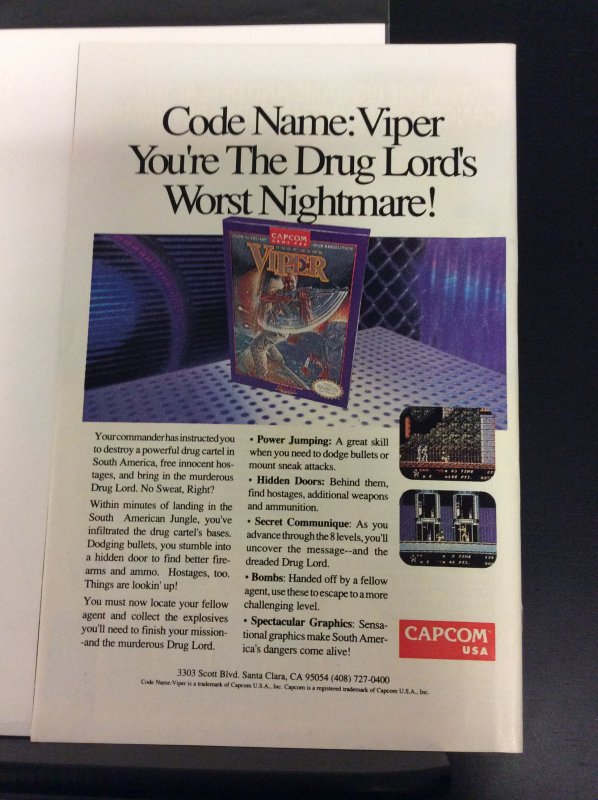 Code Name: Viper
You're The Drug Lord's
Worst Nightmare!
CAPCOM
VIPER
Your commander has instructed you
to destroy a powerful drug cartel in
South America, free innocent hos-
tages, and bring in the murderous
Drug Lord. No Sweat, Right?
Within minutes of landing in the
South American Jungle, you've
infiltrated the drug cartel's bases.
Dodging bullets, you stumble into
a hidden door to find better fire-
arms and ammo. Hostages, too.
Things are lookin' up!
You must now locate your fellow
agent and collect the explosives
you'll need to finish your mission-
-and the murderous Drug Lord.
• Power Jumping: A great skill
when you need to dodge bullets or
mount sneak attacks.
• Hidden Doors: Behind them,
find hostages, additional weapons
and ammunition.
• Secret Communique: As you
advance through the 8 levels, you'll
uncover the message--and the
dreaded Drug Lord.
• Bombs: Handed off by a fellow
agent, use these to escape to a more
challenging level.
• Spectacular Graphics: Sensa-
tional graphics make South Amer-
ica's dangers come alive!
CAPCOM
USA
3303 Scott Blvd. Santa Clara, CA 95054 (408) 727-0400
Code Name: Viper is a trademark of Capcom U.S.A., Inc. Capcom is a registered trademark of Capcom U.S.A., Inc.